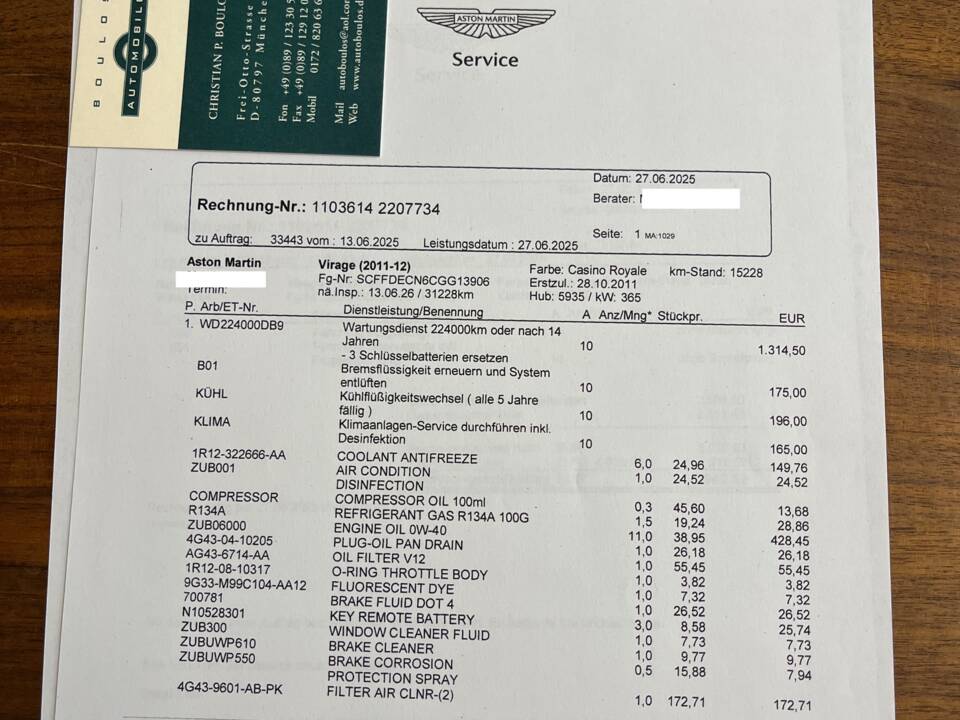 BOULOS
AUTOMOBILE
CHRISTIAN P. BOULO
Frei-Otto-Strasse
D-80797 Münche
Fon +49 (0)89 / 123 30 5
Fax +49 (0)89 / 129 12 0
Mobil 0172 / 820 63 6
Mail autoboulos@aol.com
Web www.autoboulos.d
ASTON MARTIN
Service
Datum: 27.06.2025
Rechnung-Nr.: 1103614 2207734
Berater:
zu Auftrag: 33443 vom : 13.06.2025 Leistungsdatum : 27.06.2025
Seite: 1 MA:1029
Aston Martin Virage (2011-12) Farbe: Casino Royale km-Stand: 15228
Fg-Nr: SCFFDECN6CGG13906 Erstzul.: 28.10.2011
Termin: nä.Insp.: 13.06.26 / 31228km Hub: 5935 / kW: 365
P. Arb/ET-Nr. Dienstleistung/Benennung A Anz/Mng* Stückpr. EUR
1. WD224000DB9 Wartungsdienst 224000km oder nach 14
Jahren 10 1.314,50
- 3 Schlüsselbatterien ersetzen
B01 Bremsflüssigkeit erneuern und System
entlüften 10 175,00
KÜHL Kühlflüßigkeitswechsel ( alle 5 Jahre
fällig ) 10 196,00
KLIMA Klimaanlagen-Service durchführen inkl.
Desinfektion 10 165,00
1R12-322666-AA COOLANT ANTIFREEZE 6,0 24,96 149,76
ZUB001 AIR CONDITION 1,0 24,52 24,52
DISINFECTION
COMPRESSOR COMPRESSOR OIL 100ml 0,3 45,60 13,68
R134A REFRIGERANT GAS R134A 100G 1,5 19,24 28,86
ZUB06000 ENGINE OIL 0W-40 11,0 38,95 428,45
4G43-04-10205 PLUG-OIL PAN DRAIN 1,0 26,18 26,18
AG43-6714-AA OIL FILTER V12 1,0 55,45 55,45
1R12-08-10317 O-RING THROTTLE BODY 1,0 3,82 3,82
9G33-M99C104-AA12 FLUORESCENT DYE 1,0 7,32 7,32
700781 BRAKE FLUID DOT 4 1,0 26,52 26,52
N10528301 KEY REMOTE BATTERY 3,0 8,58 25,74
ZUB300 WINDOW CLEANER FLUID 1,0 7,73 7,73
ZUBUWP610 BRAKE CLEANER 1,0 9,77 9,77
ZUBUWP550 BRAKE CORROSION 0,5 15,88 7,94
PROTECTION SPRAY
4G43-9601-AB-PK FILTER AIR CLNR-(2) 1,0 172,71 172,71